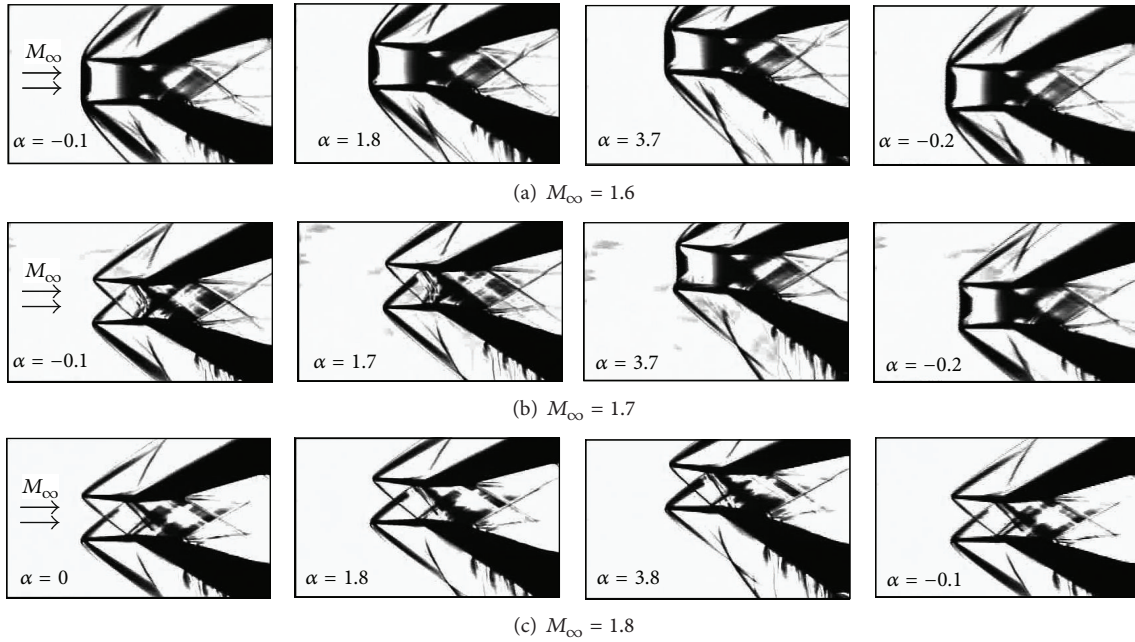 M∞
α = −0.1
α = 1.8
α = 3.7
α = −0.2
(a) M∞ = 1.6
M∞
α = −0.1
α = 1.7
α = 3.7
α = −0.2
(b) M∞ = 1.7
M∞
α = 0
α = 1.8
α = 3.8
α = −0.1
(c) M∞ = 1.8